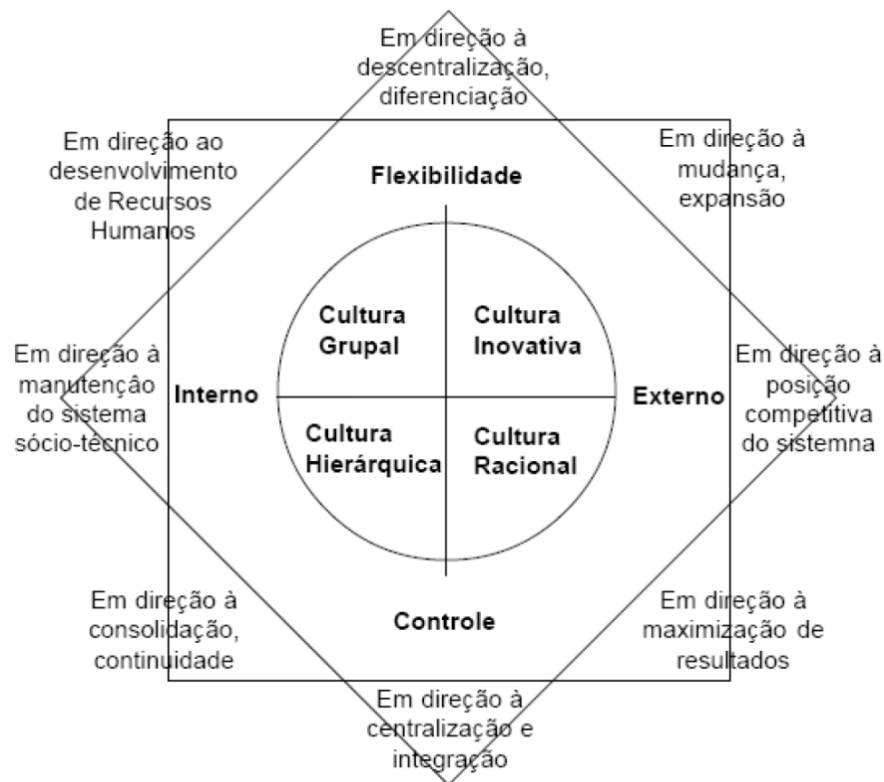 Em direção à
descentralização,
diferenciação
Em direção ao
desenvolvimento
de Recursos
Humanos
Em direção à
mudança,
expansão
Flexibilidade
Cultura
Grupal
Cultura
Inovativa
Em direção à
manutenção
do sistema
sócio-técnico
Interno
Externo
Em direção à
posição
competitiva
do sistemna
Cultura
Hierárquica
Cultura
Racional
Em direção à
consolidação,
continuidade
Controle
Em direção à
maximização de
resultados
Em direção à
centralização e
integração